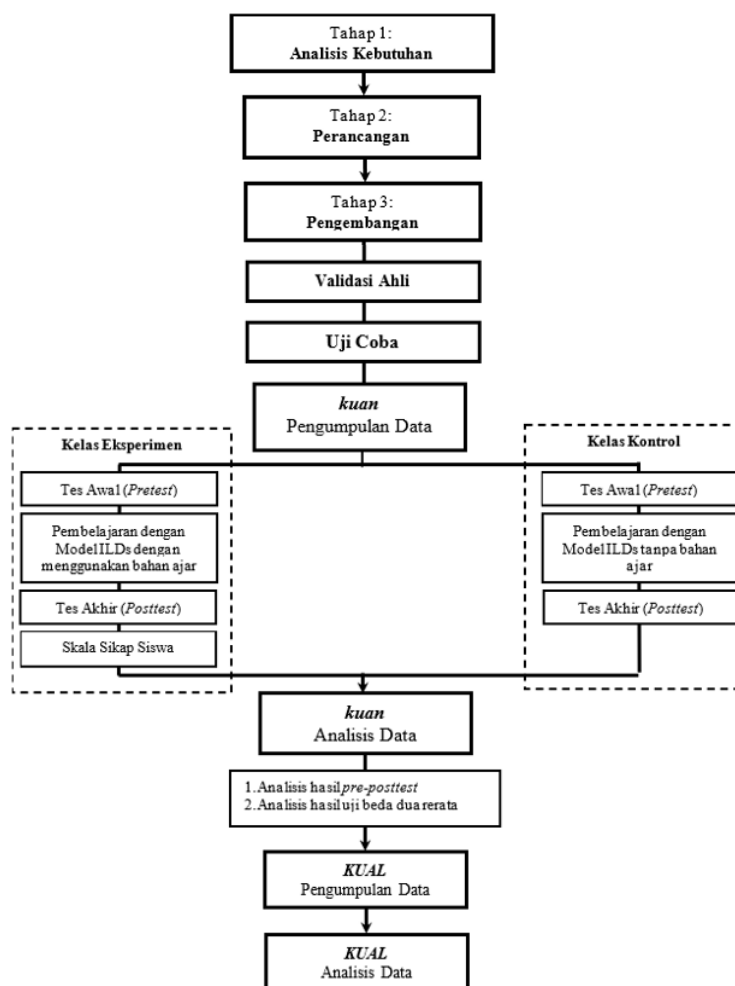 Tahap 1:
Analisis Kebutuhan
Tahap 2:
Perancangan
Tahap 3:
Pengembangan
Validasi Ahli
Uji Coba
kuan
Pengumpulan Data
Kelas Eksperimen
Tes Awal (Pretest)
Pembelajaran dengan
Model ILDs dengan
menggunakan bahan ajar
Tes Akhir (Posttest)
Skala Sikap Siswa
Kelas Kontrol
Tes Awal (Pretest)
Pembelajaran dengan
Model ILDs tanpa bahan
ajar
Tes Akhir (Posttest)
kuan
Analisis Data
1. Analisis hasil pre-posttest
2. Analisis hasil uji beda dua rerata
KUAL
Pengumpulan Data
KUAL
Analisis Data